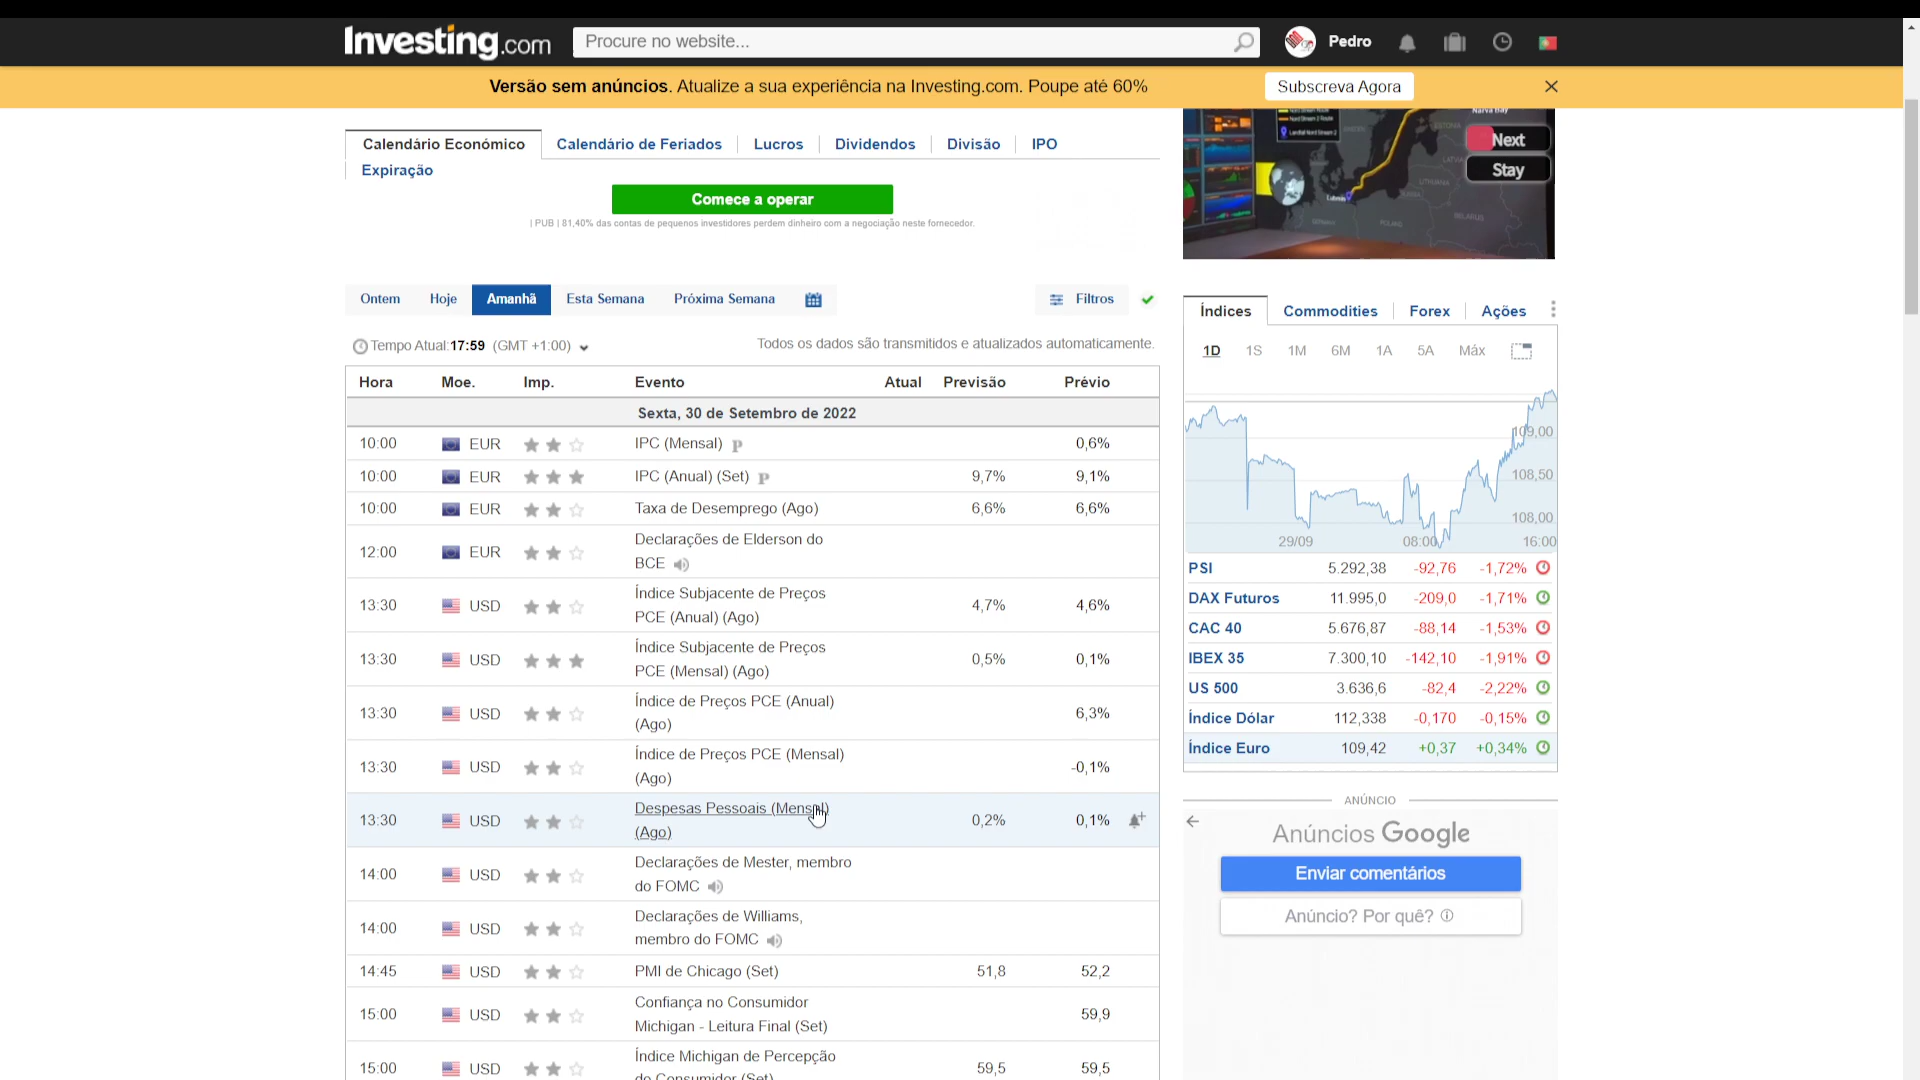 Investing.com
Procure no website...
Pedro
Versão sem anúncios. Atualize a sua experiência na Investing.com. Poupe até 60%
Subscreva Agora
Calendário Económico
Calendário de Feriados
Lucros
Dividendos
Divisão
IPO
Expiração
Comece a operar
| PUB | 81,40% das contas de pequenos investidores perdem dinheiro com a negociação neste fornecedor.
Narva Bay
Next
Stay
Ontem
Hoje
Amanhã
Esta Semana
Próxima Semana
Filtros
Tempo Atual:17:59 (GMT +1:00)
Todos os dados são transmitidos e atualizados automaticamente.
Hora Moe. Imp. Evento Atual Previsão Prévio
Sexta, 30 de Setembro de 2022
10:00 EUR IPC (Mensal) P 0,6%
10:00 EUR IPC (Anual) (Set) P 9,7% 9,1%
10:00 EUR Taxa de Desemprego (Ago) 6,6% 6,6%
12:00 EUR Declarações de Elderson do
BCE
13:30 USD Índice Subjacente de Preços
PCE (Anual) (Ago) 4,7% 4,6%
13:30 USD Índice Subjacente de Preços
PCE (Mensal) (Ago) 0,5% 0,1%
13:30 USD Índice de Preços PCE (Anual)
(Ago) 6,3%
13:30 USD Índice de Preços PCE (Mensal)
(Ago) -0,1%
13:30 USD Despesas Pessoais (Mensal)
(Ago) 0,2% 0,1%
14:00 USD Declarações de Mester, membro
do FOMC
14:00 USD Declarações de Williams,
membro do FOMC
14:45 USD PMI de Chicago (Set) 51,8 52,2
15:00 USD Confiança no Consumidor
Michigan - Leitura Final (Set) 59,9
15:00 USD Índice Michigan de Percepção
do Consumidor (Set) 59,5 59,5
Índices
Commodities
Forex
Ações
1D 1S 1M 6M 1A 5A Máx
109,00
108,50
108,00
29/09 08:00 16:00
PSI 5.292,38 -92,76 -1,72%
DAX Futuros 11.995,0 -209,0 -1,71%
CAC 40 5.676,87 -88,14 -1,53%
IBEX 35 7.300,10 -142,10 -1,91%
US 500 3.636,6 -82,4 -2,22%
Índice Dólar 112,338 -0,170 -0,15%
Índice Euro 109,42 +0,37 +0,34%
ANÚNCIO
Anúncios Google
Enviar comentários
Anúncio? Por quê?